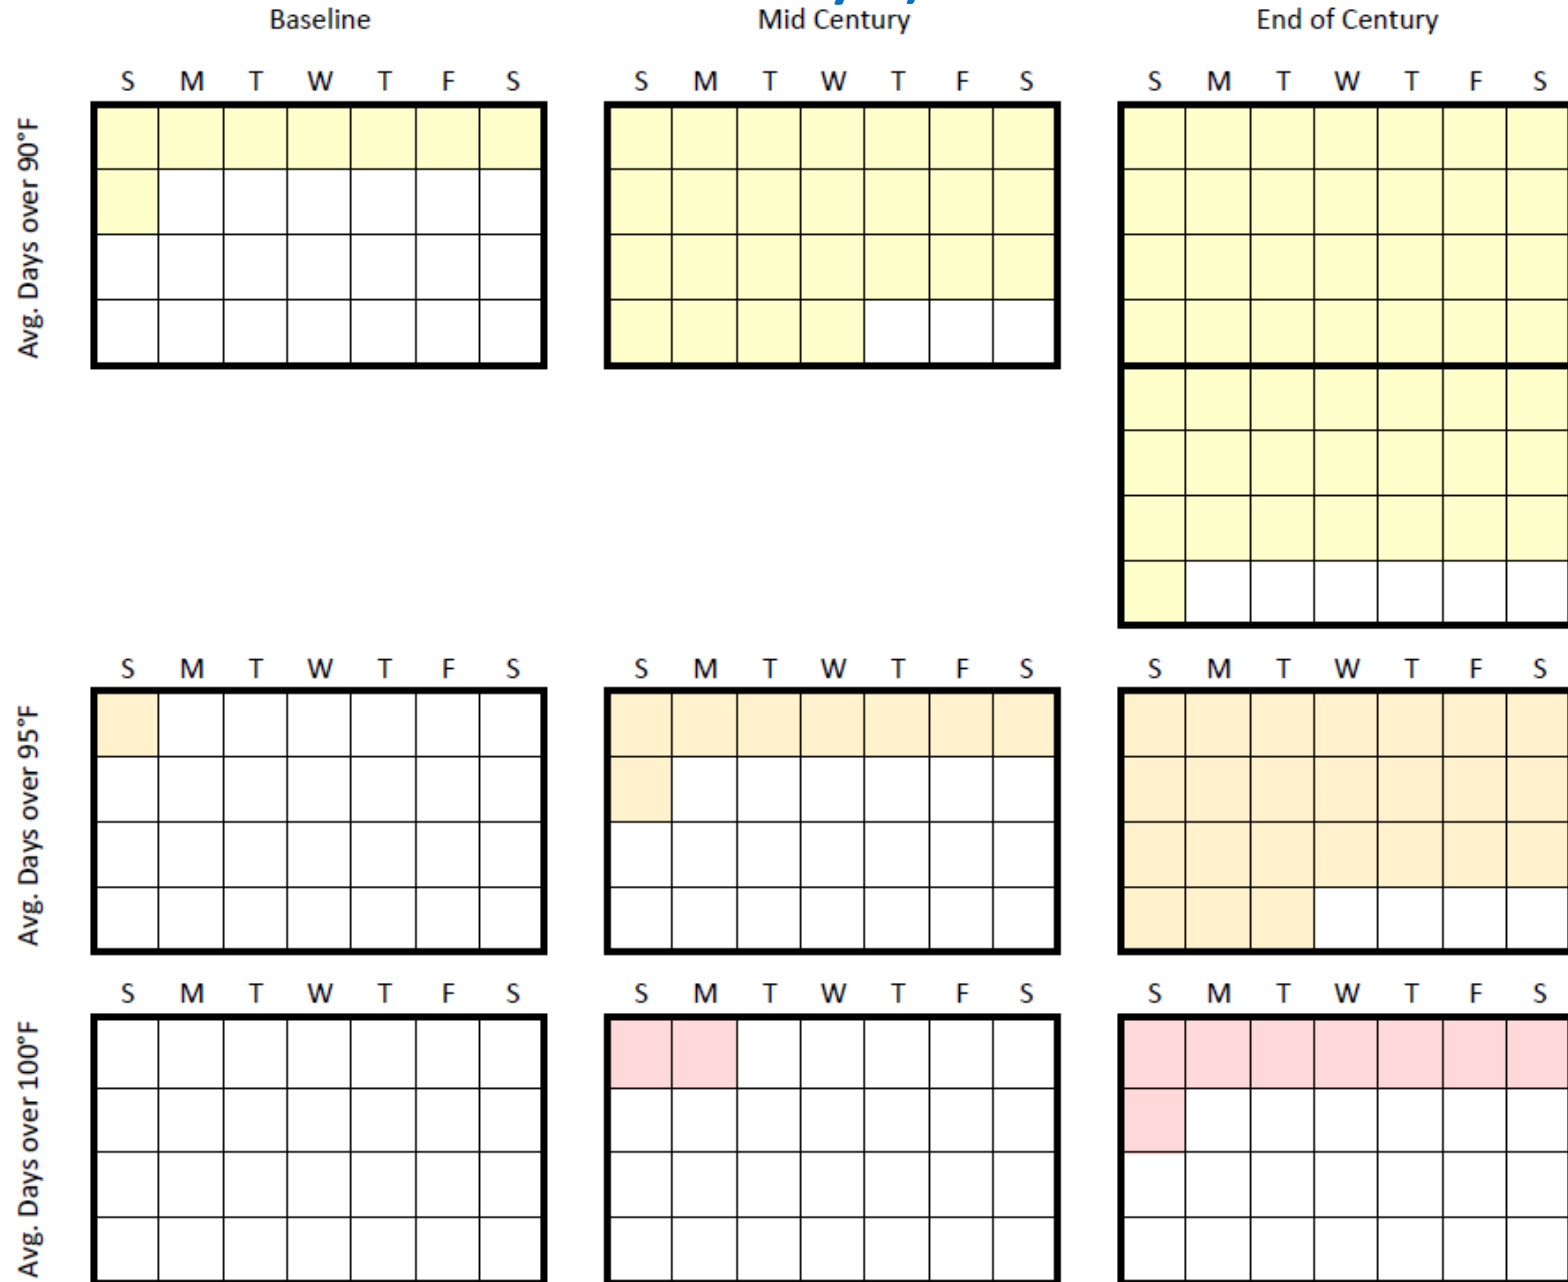 Baseline Mid Century End of Century
S M T W T F S S M T W T F S S M T W T F S
Avg. Days over 90°F
S M T W T F S S M T W T F S S M T W T F S
Avg. Days over 95°F
S M T W T F S S M T W T F S S M T W T F S
Avg. Days over 100°F